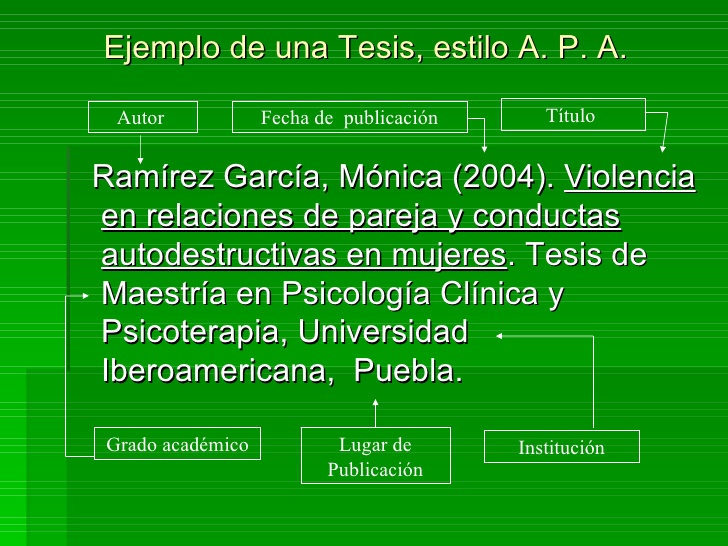 Ejemplo de una Tesis, estilo A. P. A.
Autor
Fecha de publicación
Título
Ramírez García, Mónica (2004). Violencia
en relaciones de pareja y conductas
autodestructivas en mujeres. Tesis de
Maestría en Psicología Clínica y
Psicoterapia, Universidad
Iberoamericana, Puebla.
Grado académico
Lugar de
Publicación
Institución